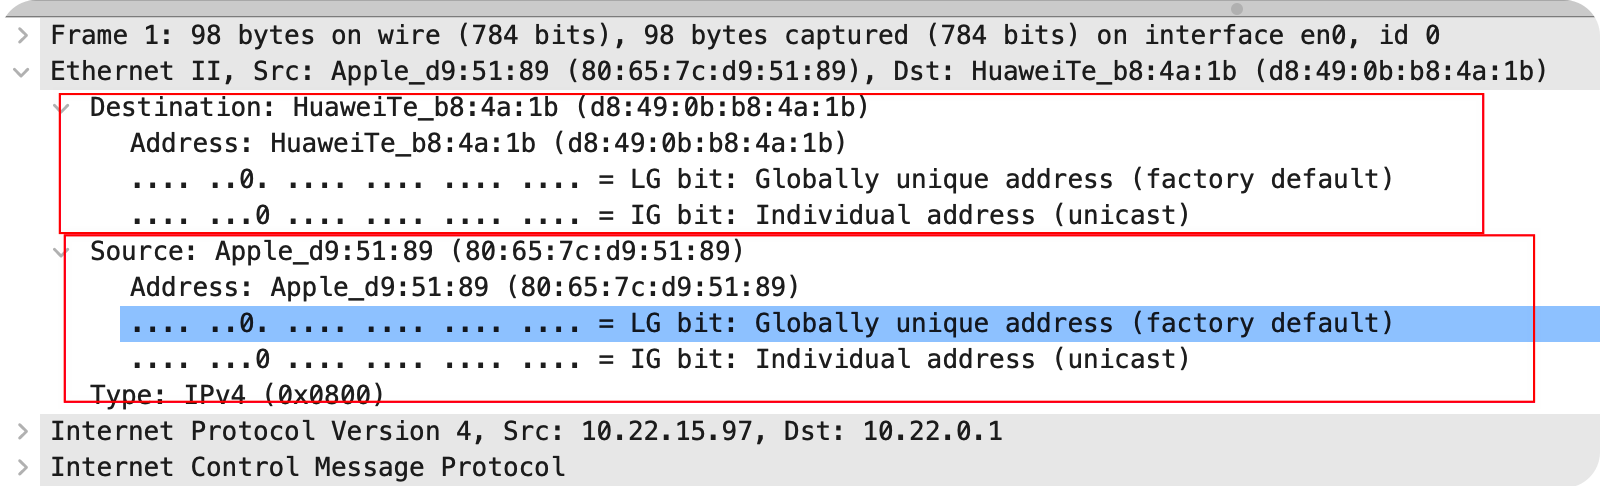 Frame 1: 98 bytes on wire (784 bits), 98 bytes captured (784 bits) on interface en0, id 0
Ethernet II, Src: Apple_d9:51:89 (80:65:7c:d9:51:89), Dst: HuaweiTe_b8:4a:1b (d8:49:0b:b8:4a:1b)
Destination: HuaweiTe_b8:4a:1b (d8:49:0b:b8:4a:1b)
Address: HuaweiTe_b8:4a:1b (d8:49:0b:b8:4a:1b)
.... ..0. .... .... .... .... = LG bit: Globally unique address (factory default)
.... ...0 .... .... .... .... = IG bit: Individual address (unicast)
Source: Apple_d9:51:89 (80:65:7c:d9:51:89)
Address: Apple_d9:51:89 (80:65:7c:d9:51:89)
.... ..0. .... .... .... .... = LG bit: Globally unique address (factory default)
.... ...0 .... .... .... .... = IG bit: Individual address (unicast)
Type: IPv4 (0x0800)
Internet Protocol Version 4, Src: 10.22.15.97, Dst: 10.22.0.1
Internet Control Message Protocol